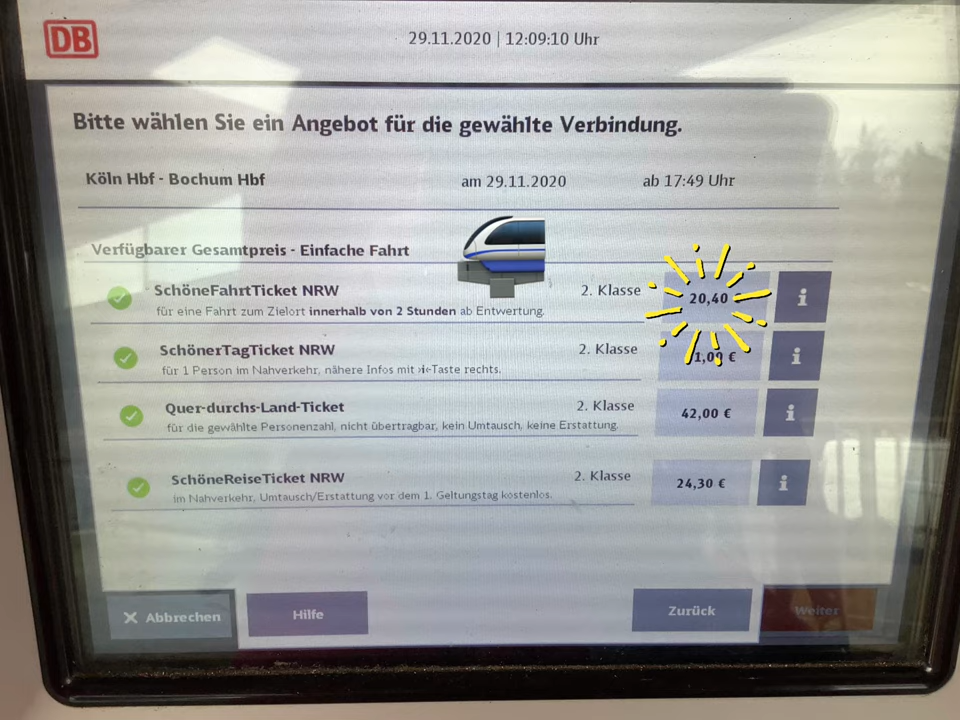 DB
29.11.2020 | 12:09:10 Uhr
Bitte wählen Sie ein Angebot für die gewählte Verbindung.
Köln Hbf - Bochum Hbf am 29.11.2020 ab 17:49 Uhr
Verfügbarer Gesamtpreis - Einfache Fahrt
SchöneFahrtTicket NRW 2. Klasse 20,40 i
für eine Fahrt zum Zielort innerhalb von 2 Stunden ab Entwertung.
SchönerTagTicket NRW 2. Klasse 1,00 € i
für 1 Person im Nahverkehr, nähere Infos mit »i«-Taste rechts.
Quer-durchs-Land-Ticket 2. Klasse 42,00 € i
für die gewählte Personenzahl, nicht übertragbar, kein Umtausch, keine Erstattung.
SchöneReiseTicket NRW 2. Klasse 24,30 € i
im Nahverkehr, Umtausch/Erstattung vor dem 1. Geltungstag kostenlos.
X Abbrechen Hilfe Zurück Weiter